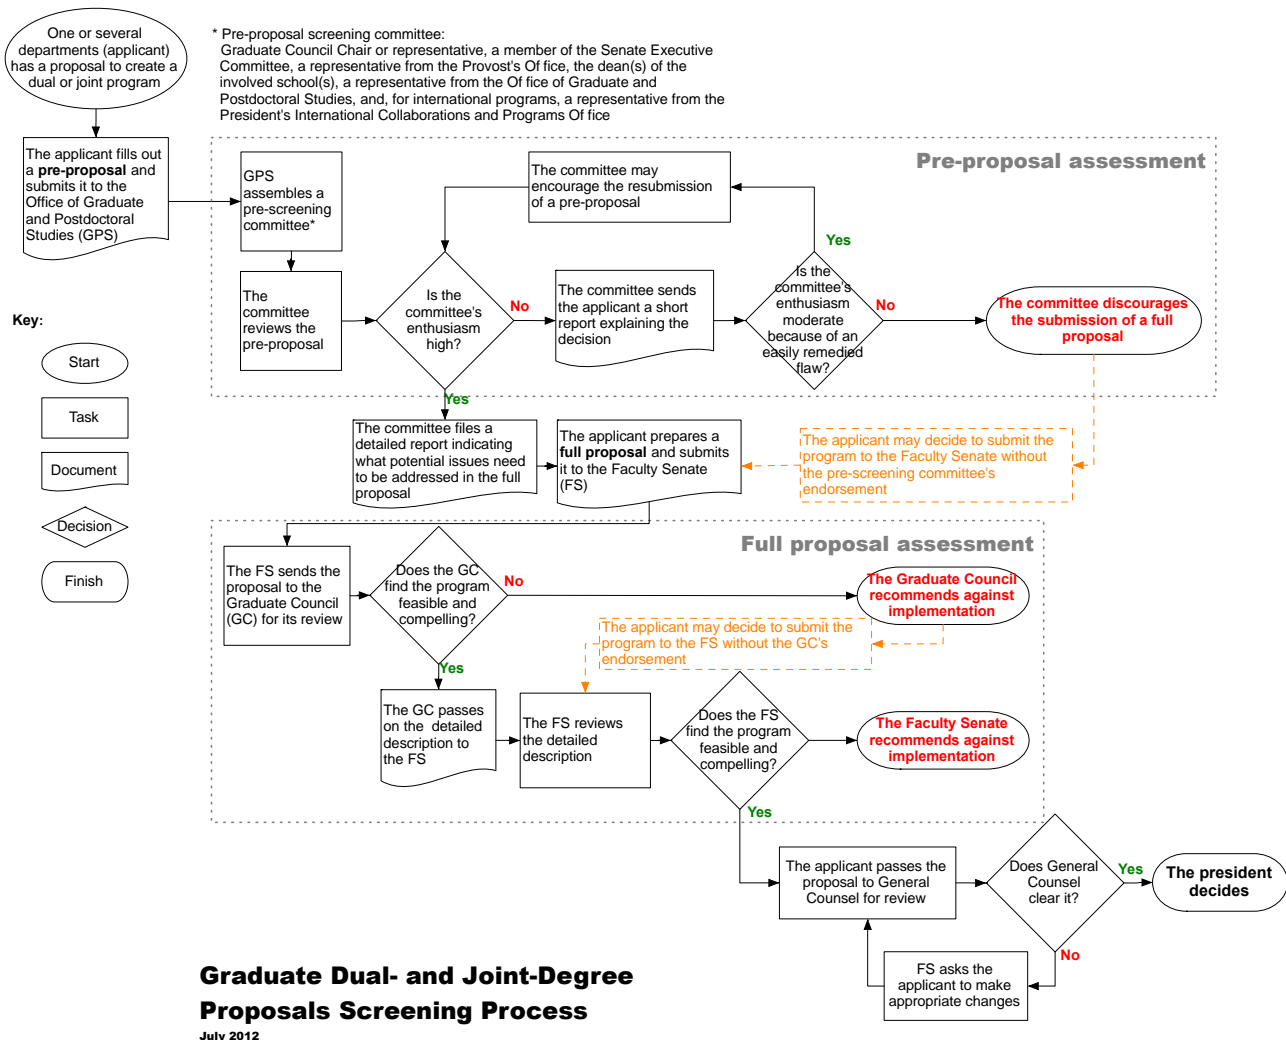 One or several
departments (applicant)
has a proposal to create a
dual or joint program
* Pre-proposal screening committee:
Graduate Council Chair or representative, a member of the Senate Executive
Committee, a representative from the Provost's Of fice, the dean(s) of the
involved school(s), a representative from the Of fice of Graduate and
Postdoctoral Studies, and, for international programs, a representative from the
President's International Collaborations and Programs Of fice
The applicant fills out
a pre-proposal and
submits it to the
Office of Graduate
and Postdoctoral
Studies (GPS)
Pre-proposal assessment
GPS
assembles a
pre-screening
committee*
The committee may
encourage the resubmission
of a pre-proposal
Yes
The
committee
reviews the
pre-proposal
Is the
committee's
enthusiasm
high?
No
The committee sends
the applicant a short
report explaining the
decision
Is the
committee's
enthusiasm
moderate
because of an
easily remedied
flaw?
No
The committee discourages
the submission of a full
proposal
Key:
Start
Task
Document
Decision
Finish
Yes
The committee files a
detailed report indicating
what potential issues need
to be addressed in the full
proposal
The applicant prepares a
full proposal and submits
it to the Faculty Senate
(FS)
The applicant may decide to submit the
program to the Faculty Senate without
the pre-screening committee's
endorsement
Full proposal assessment
The FS sends the
proposal to the
Graduate Council
(GC) for its review
Does the GC
find the program
feasible and
compelling?
No
The Graduate Council
recommends against
implementation
The applicant may decide to submit the
program to the FS without the GC's
endorsement
Yes
The GC passes
on the detailed
description to
the FS
The FS reviews
the detailed
description
Does the FS
find the program
feasible and
compelling?
The Faculty Senate
recommends against
implementation
Yes
The applicant passes the
proposal to General
Counsel for review
Does General
Counsel
clear it?
Yes
The president
decides
No
FS asks the
applicant to make
appropriate changes
Graduate Dual- and Joint-Degree
Proposals Screening Process
July 2012